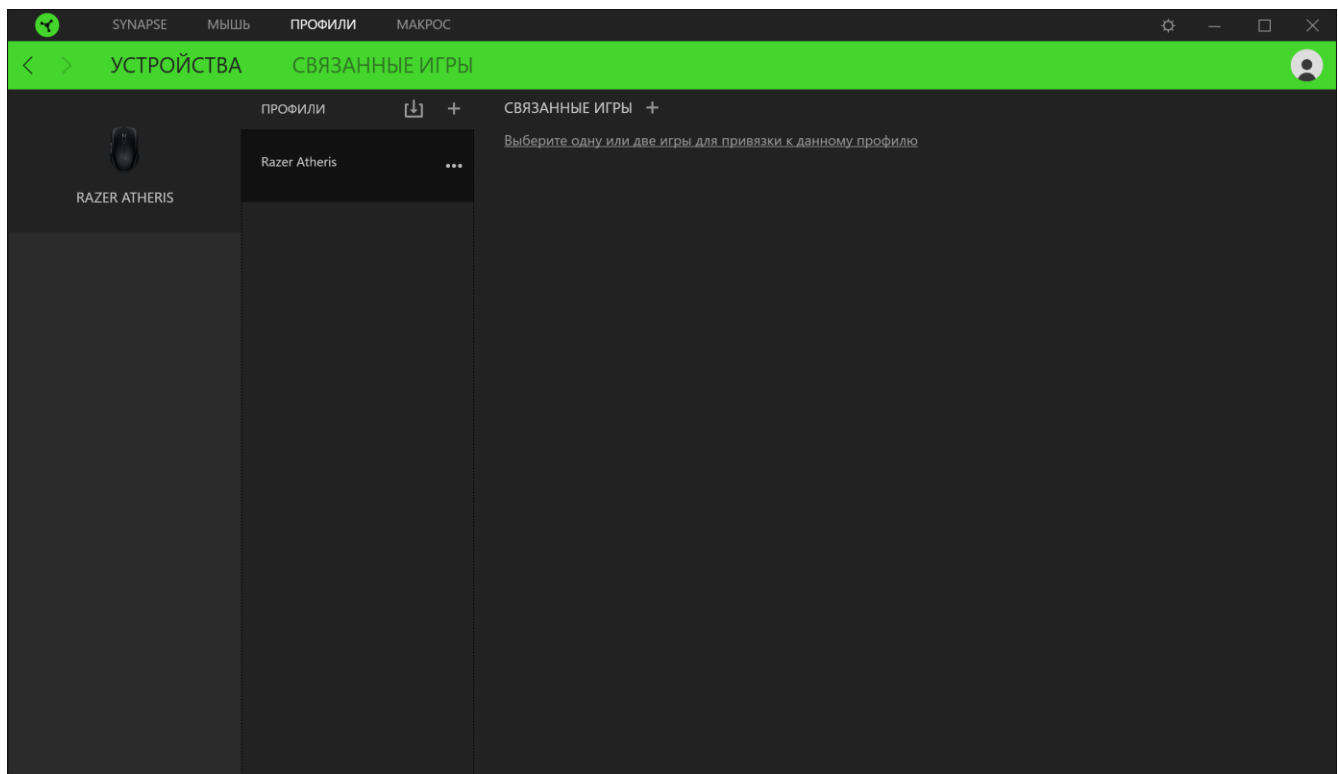 SYNAPSE МЫШЬ ПРОФИЛИ МАКРОС
УСТРОЙСТВА СВЯЗАННЫЕ ИГРЫ
ПРОФИЛИ
СВЯЗАННЫЕ ИГРЫ +
Выберите одну или две игры для привязки к данному профилю
Razer Atheris
RAZER ATHERIS